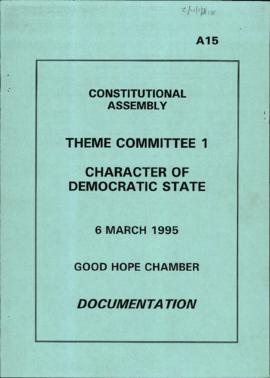 A15
CONSTITUTIONAL
ASSEMBLY
THEME COMMITTEE 1
CHARACTER OF
DEMOCRATIC STATE
6 MARCH 1995
GOOD HOPE CHAMBER
DOCUMENTATION